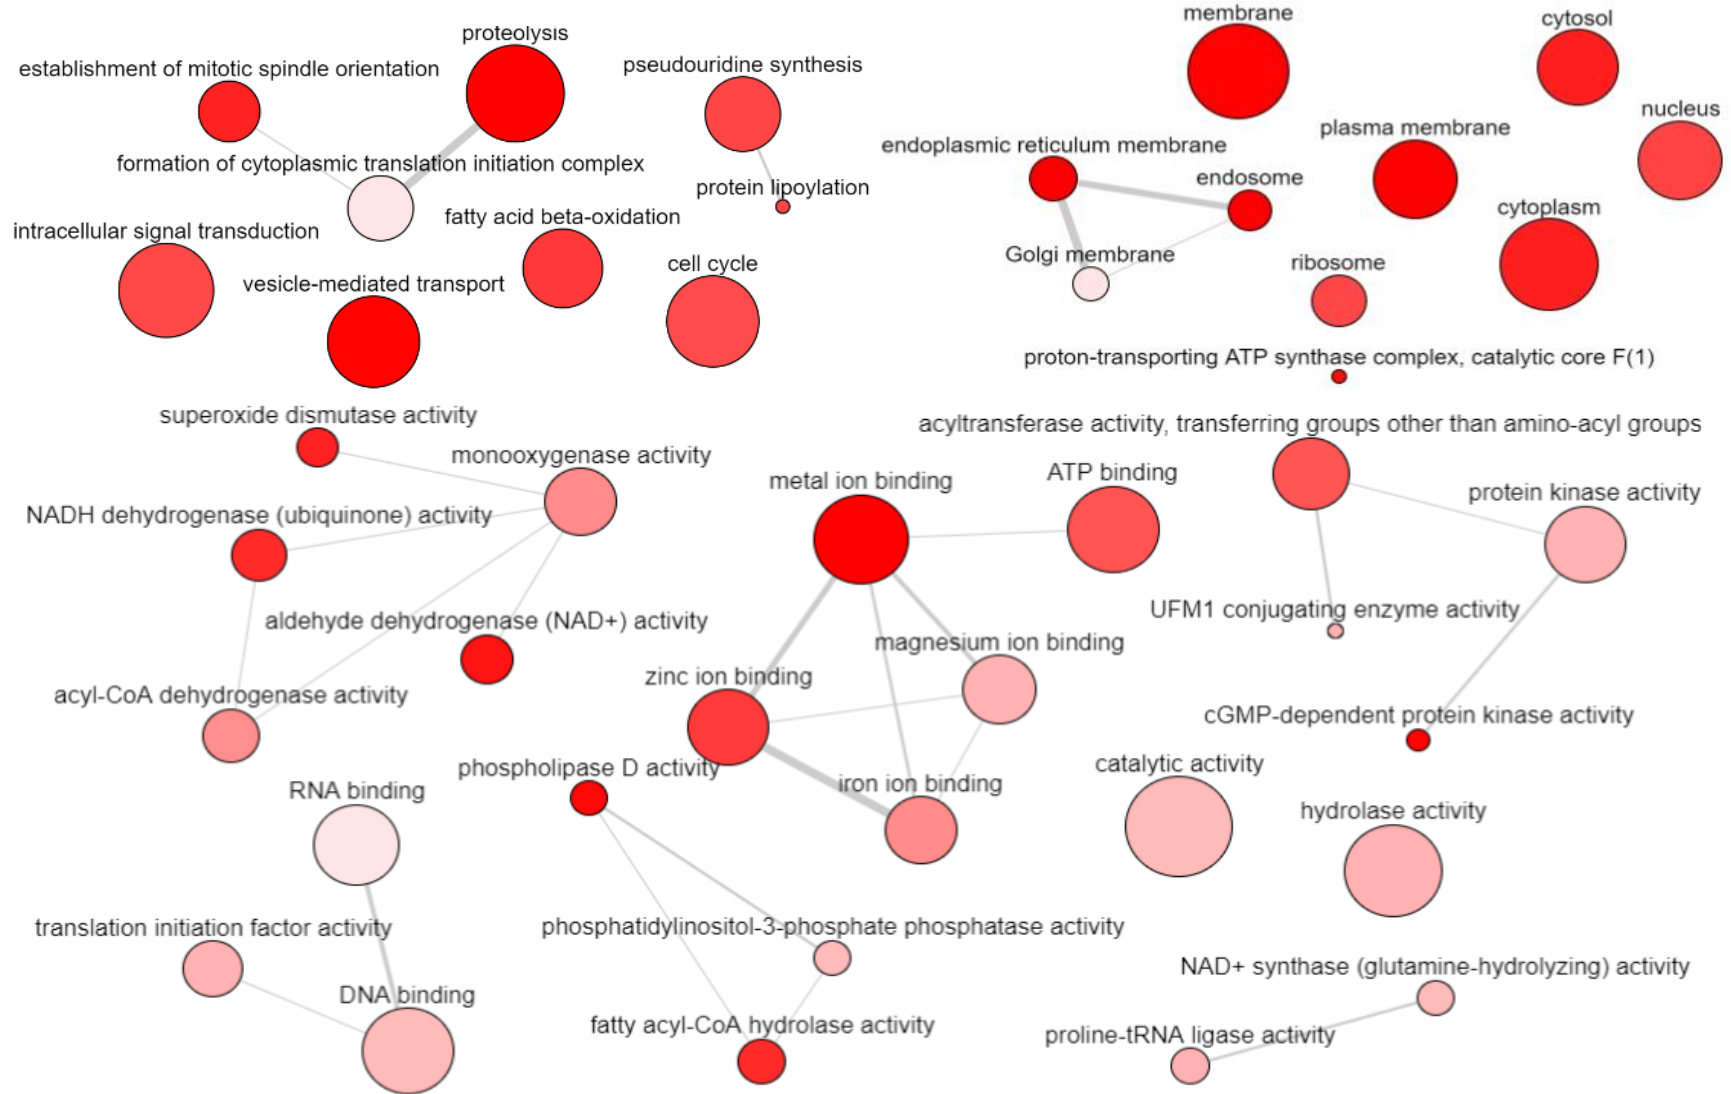 proteolysis
establishment of mitotic spindle orientation
pseudouridine synthesis
formation of cytoplasmic translation initiation complex
protein lipoylation
intracellular signal transduction
fatty acid beta-oxidation
vesicle-mediated transport
cell cycle
membrane
cytosol
nucleus
plasma membrane
endoplasmic reticulum membrane
endosome
cytoplasm
Golgi membrane
ribosome
proton-transporting ATP synthase complex, catalytic core F(1)
superoxide dismutase activity
monooxygenase activity
NADH dehydrogenase (ubiquinone) activity
aldehyde dehydrogenase (NAD+) activity
acyl-CoA dehydrogenase activity
metal ion binding
ATP binding
magnesium ion binding
zinc ion binding
iron ion binding
acyltransferase activity, transferring groups other than amino-acyl groups
protein kinase activity
UFM1 conjugating enzyme activity
cGMP-dependent protein kinase activity
RNA binding
translation initiation factor activity
DNA binding
phospholipase D activity
phosphatidylinositol-3-phosphate phosphatase activity
fatty acyl-CoA hydrolase activity
catalytic activity
hydrolase activity
NAD+ synthase (glutamine-hydrolyzing) activity
proline-tRNA ligase activity